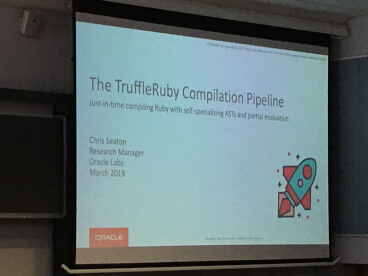 The TruffleRuby Compilation Pipeline
Just-in-time compiling Ruby with self-specializing ASTs and partial evaluation
Chris Seaton
Research Manager
Oracle Labs
March 2019
ORACLE